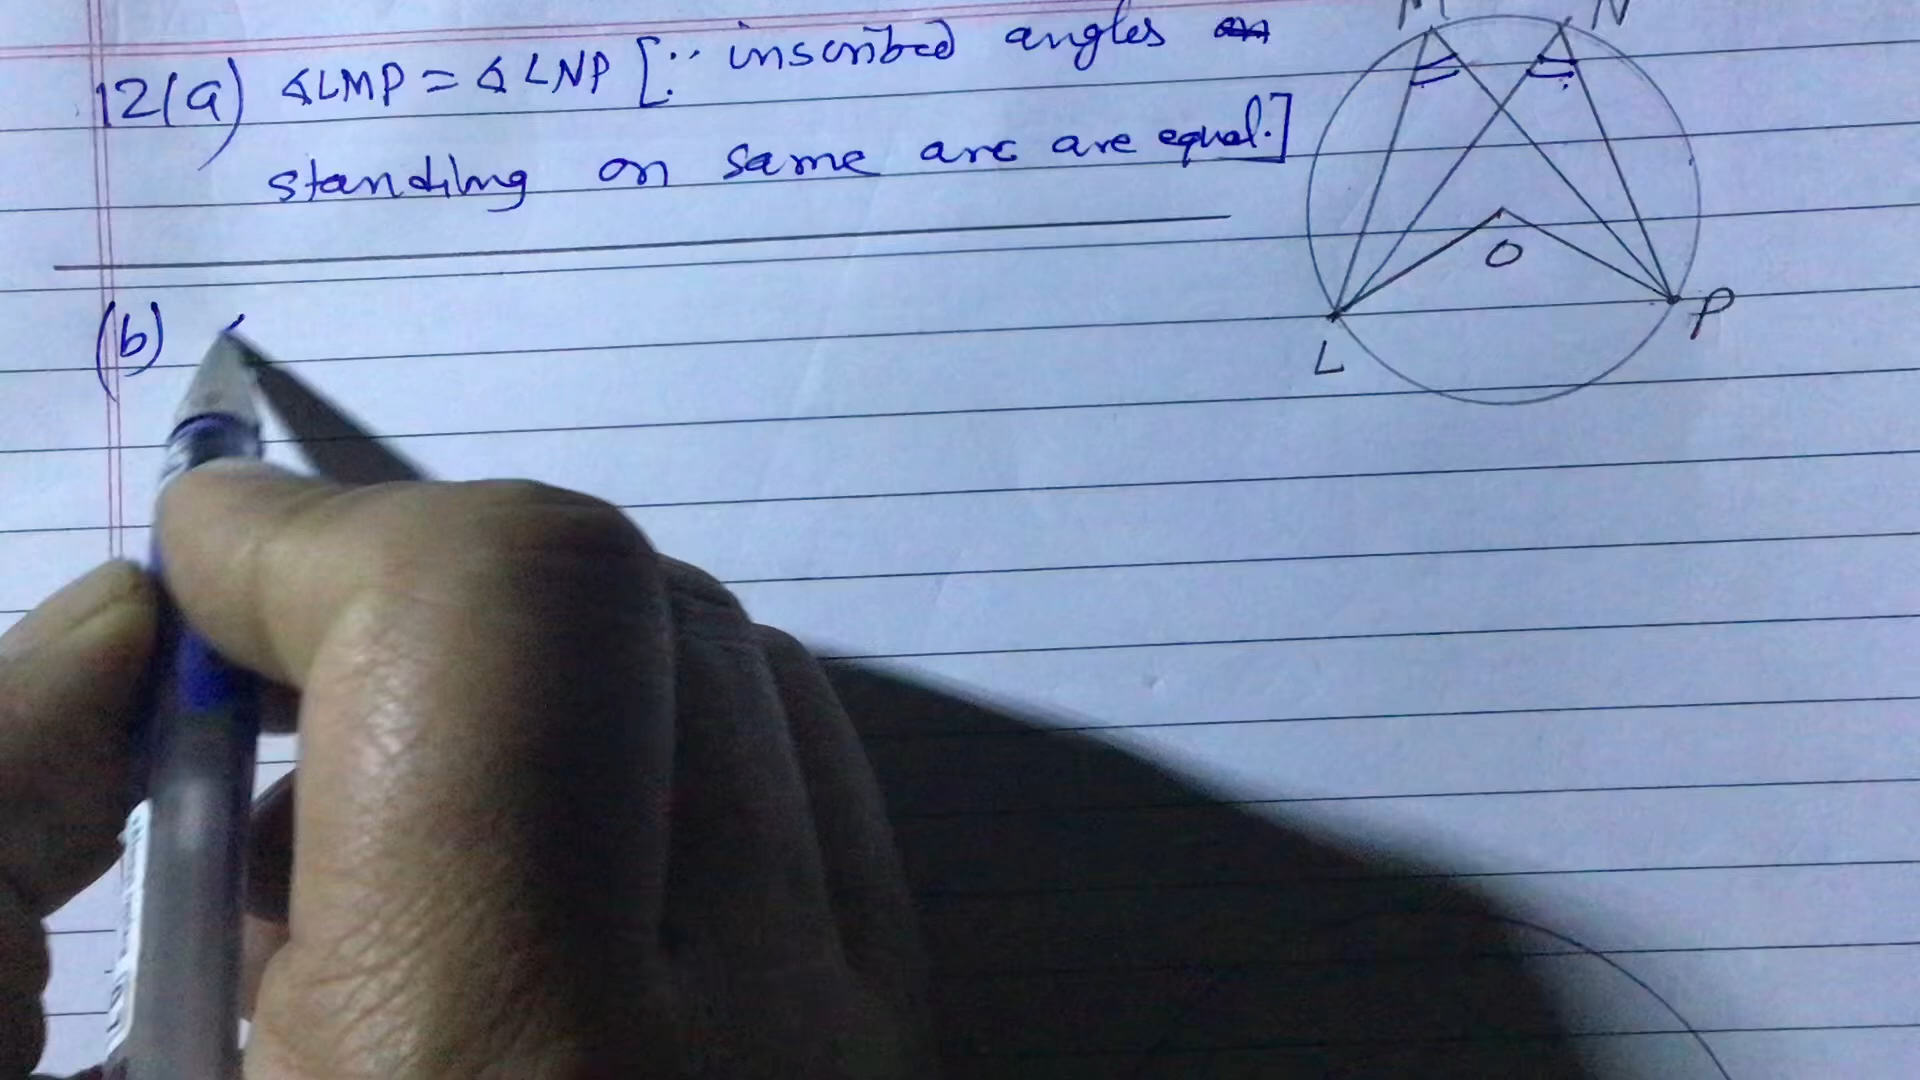 12(a) ∡LMP = ∡LNP [∵ inscribed angles
standing on same arc are equal.]
(b)
M N
O
P
L